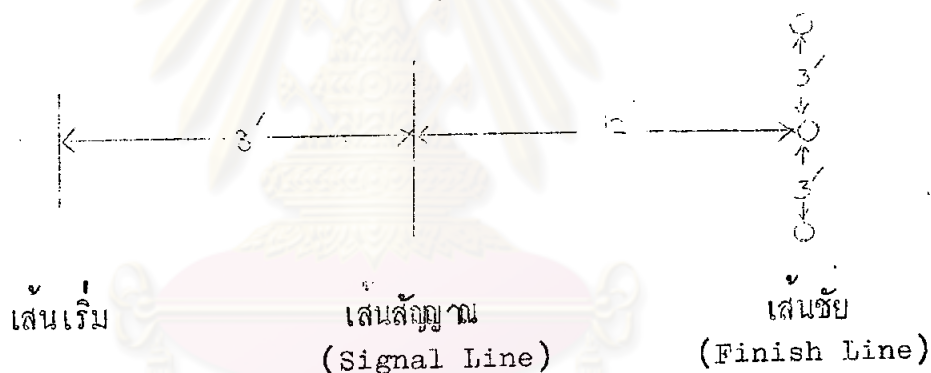 3′
3′
12
3′
เส้นเริ่ม
เส้นสัญญาณ
เส้นชัย
(Signal Line)
(Finish Line)